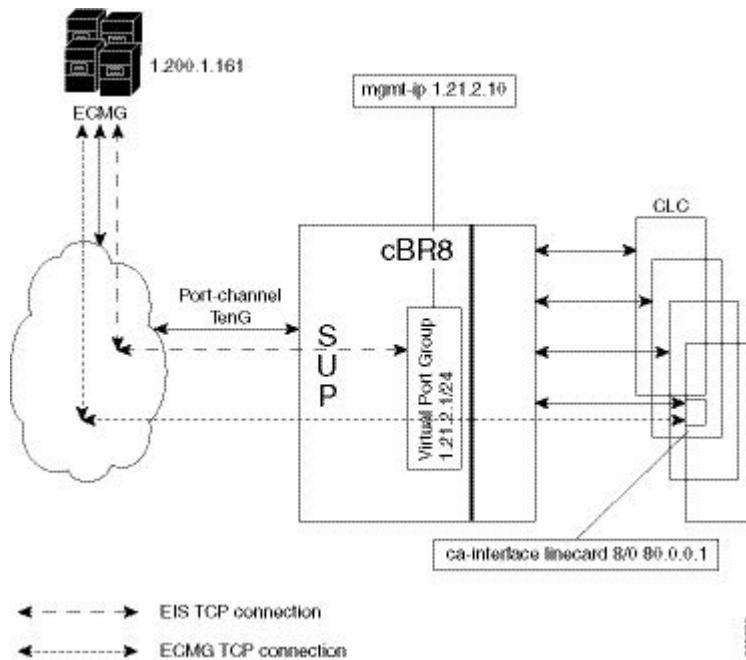 1.200.1.161
ECMG
mgmt-ip 1.21.2.10
CLC
cBR8
Port-channel
TenG
SUP
Virtual Port Group
1.21.2.1/24
ca-interface linecard 8/0 80.0.0.1
EIS TCP connection
ECMG TCP connection